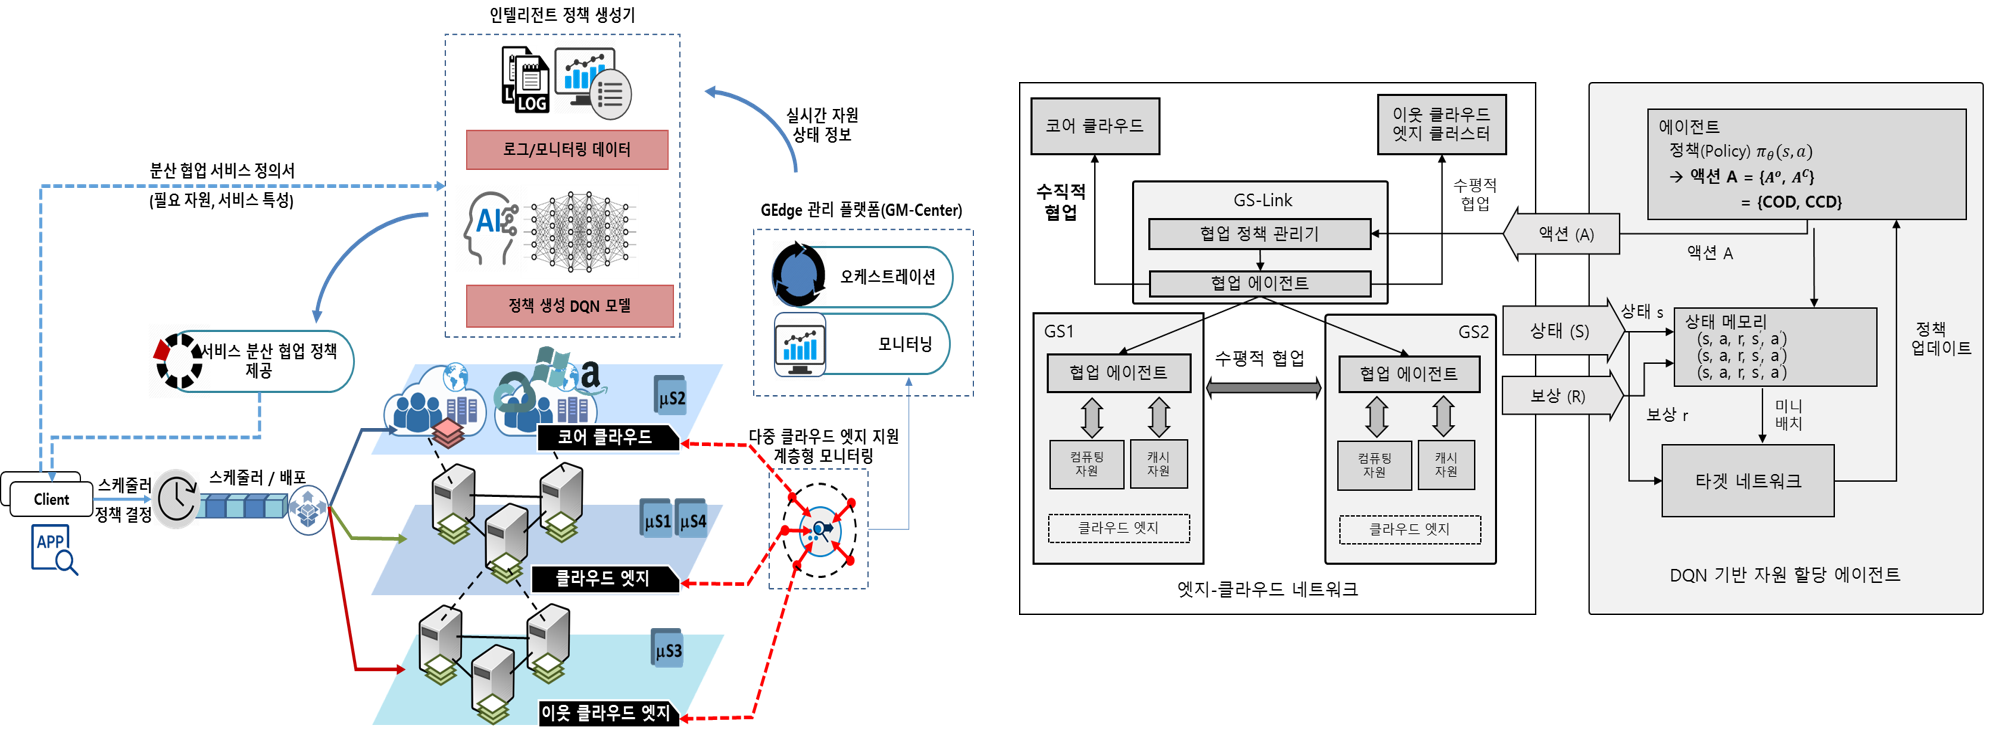 인텔리전트 정책 생성기
LOG
로그/모니터링 데이터
AI
정책 생성 DQN 모델
실시간 자원
상태 정보
분산 협업 서비스 정의서
(필요 자원, 서비스 특성)
GEdge 관리 플랫폼(GM-Center)
오케스트레이션
모니터링
서비스 분산 협업 정책
제공
a
μS2
코어 클라우드
다중 클라우드 엣지 지원
계층형 모니터링
Client
스케줄러
정책 결정
스케줄러 / 배포
APP
μS1
μS4
클라우드 엣지
μS3
이웃 클라우드 엣지
코어 클라우드
이웃 클라우드
엣지 클러스터
수직적
협업
수평적
협업
GS-Link
협업 정책 관리기
협업 에이전트
GS1
협업 에이전트
컴퓨팅
자원
캐시
자원
클라우드 엣지
수평적 협업
GS2
협업 에이전트
컴퓨팅
자원
캐시
자원
클라우드 엣지
엣지-클라우드 네트워크
액션 (A)
상태 (S)
보상 (R)
에이전트
정책(Policy) πθ(s,a)
→ 액션 A = {Aᵒ, Aᶜ}
= {COD, CCD}
액션 A
상태 s
보상 r
상태 메모리
(s, a, r, s', a')
(s, a, r, s', a')
(s, a, r, s', a')
미니
배치
정책
업데이트
타겟 네트워크
DQN 기반 자원 할당 에이전트